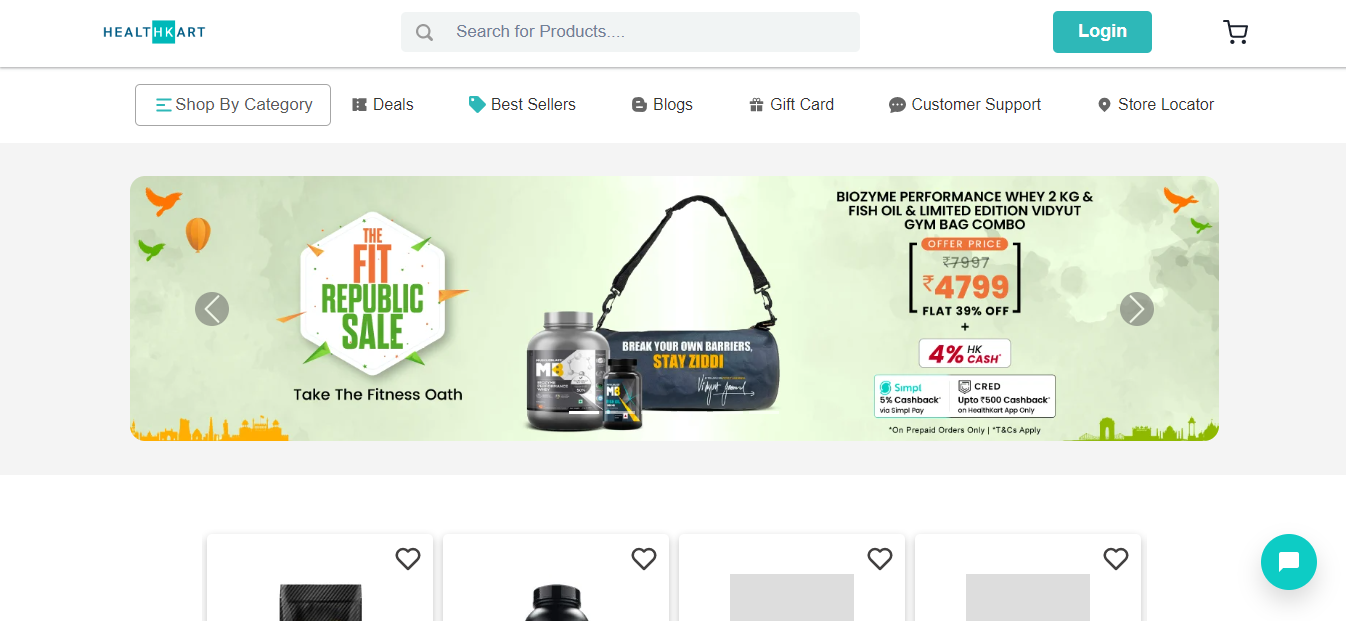 HEALTHKART
Search for Products....
Login
Shop By Category
Deals
Best Sellers
Blogs
Gift Card
Customer Support
Store Locator
THE
FIT
REPUBLIC
SALE
Take The Fitness Oath
MB
MB
BREAK YOUR OWN BARRIERS,
STAY ZIDDI
BIOZYME PERFORMANCE WHEY 2 KG &
FISH OIL & LIMITED EDITION VIDYUT
GYM BAG COMBO
OFFER PRICE
₹7997
₹4799
FLAT 39% OFF
+
4% HK CASH*
Simpl
5% Cashback*
via Simpl Pay
CRED
Upto ₹500 Cashback*
on HealthKart App Only
*On Prepaid Orders Only | *T&Cs Apply